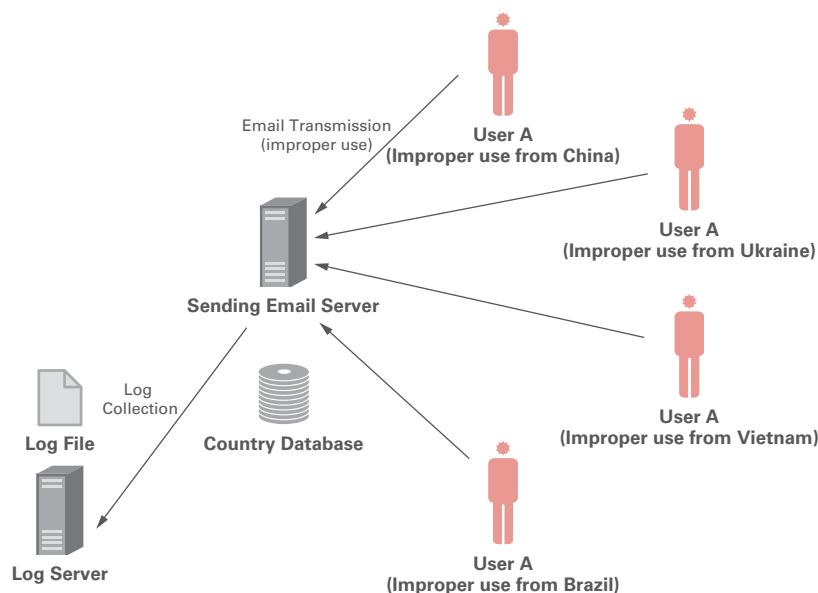 Email Transmission
(improper use)
User A
(Improper use from China)
User A
(Improper use from Ukraine)
Sending Email Server
Log
Collection
Log File
Country Database
User A
(Improper use from Vietnam)
Log Server
User A
(Improper use from Brazil)